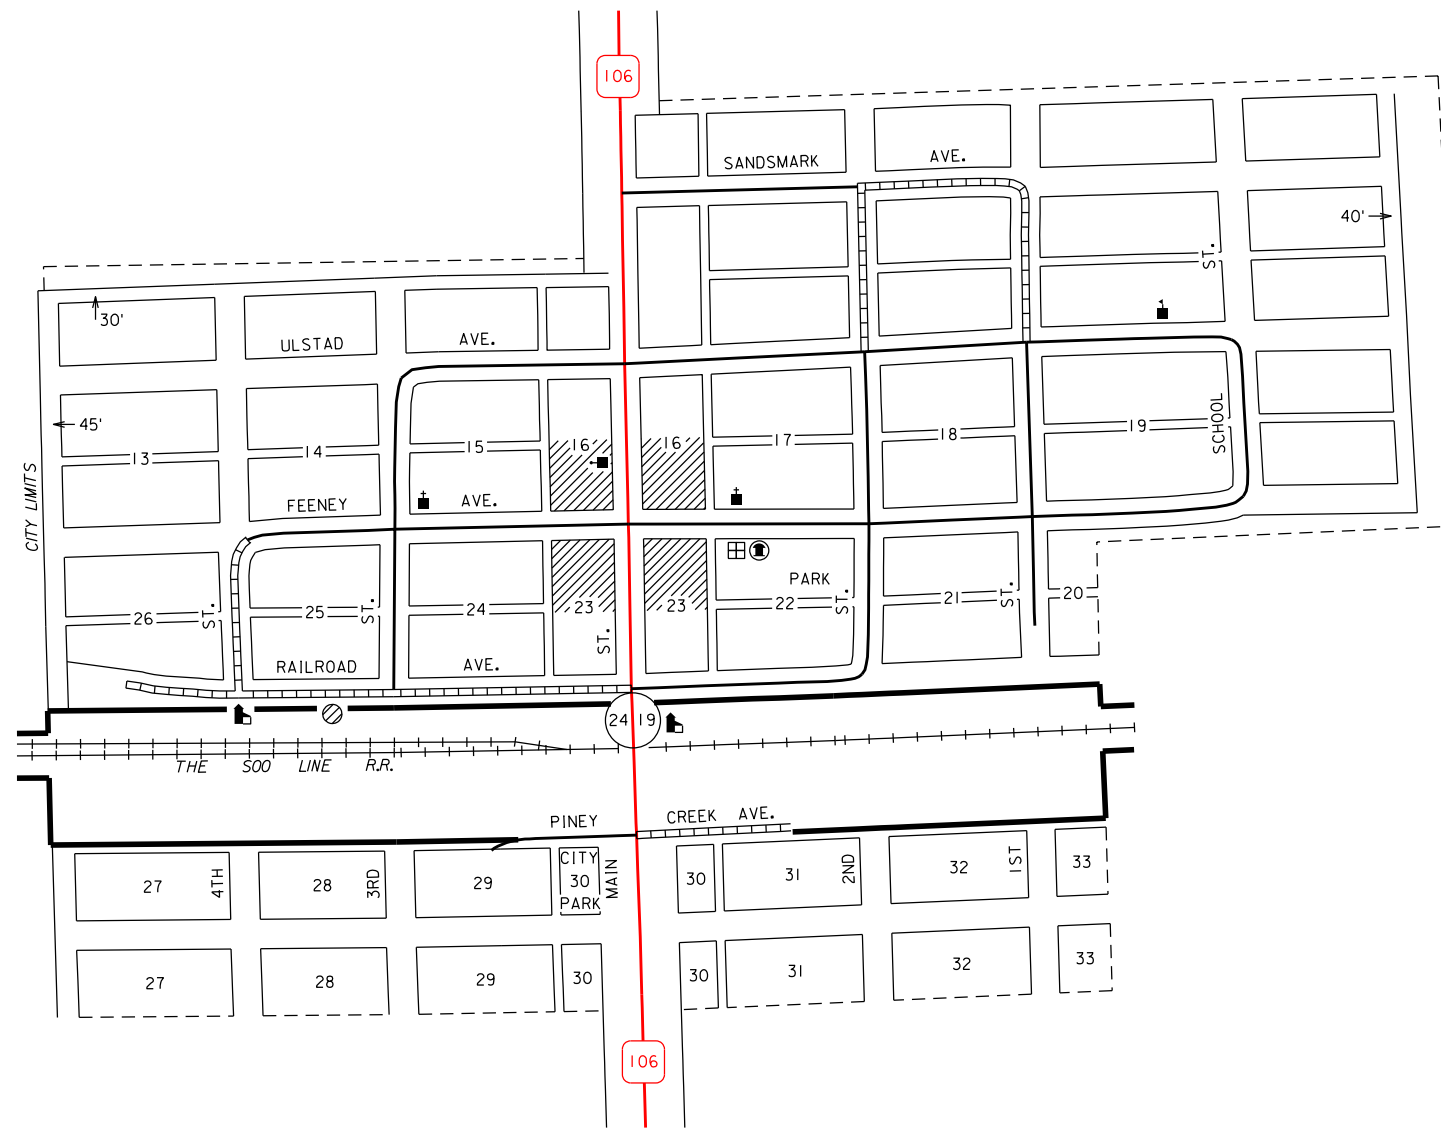 106
SANDSMARK AVE.
40'
ST.
30'
ULSTAD AVE.
45'
SCHOOL
13
14
15
16
16
17
18
19
CITY LIMITS
FEENEY AVE.
PARK
26
ST.
25
ST.
24
23
23
22
ST.
21
ST.
20
ST.
RAILROAD AVE.
24 19
THE SOO LINE R.R.
PINEY CREEK AVE.
27
4TH
28
3RD
29
CITY
30
PARK
MAIN
30
31
2ND
32
1ST
33
27
28
29
30
30
31
32
33
106